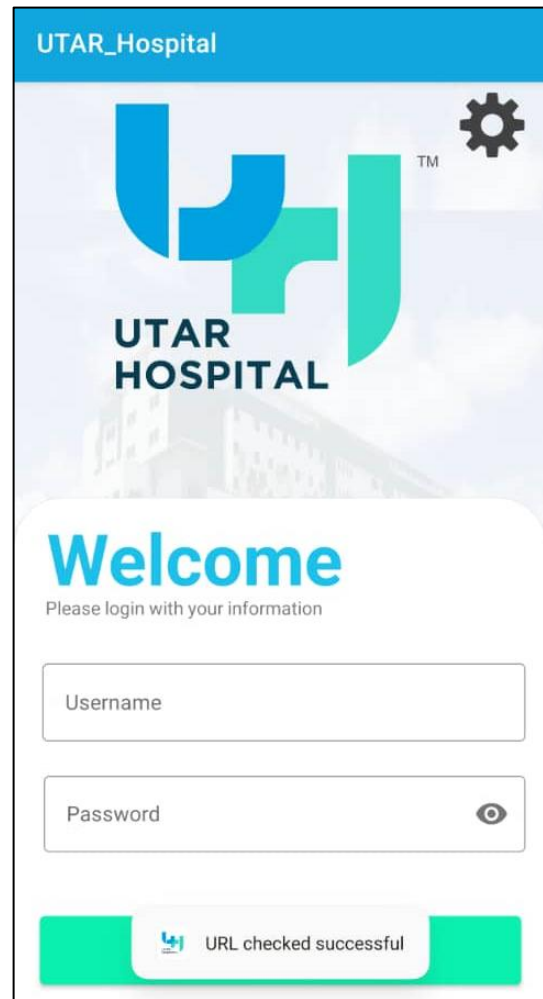 UTAR_Hospital
TM
UTAR
HOSPITAL
Welcome
Please login with your information
Username
Password
URL checked successful